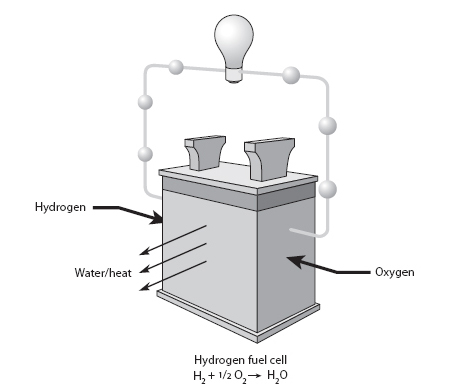 Hydrogen
Water/heat
Oxygen
Hydrogen fuel cell
H₂ + 1/2 O₂→ H₂O